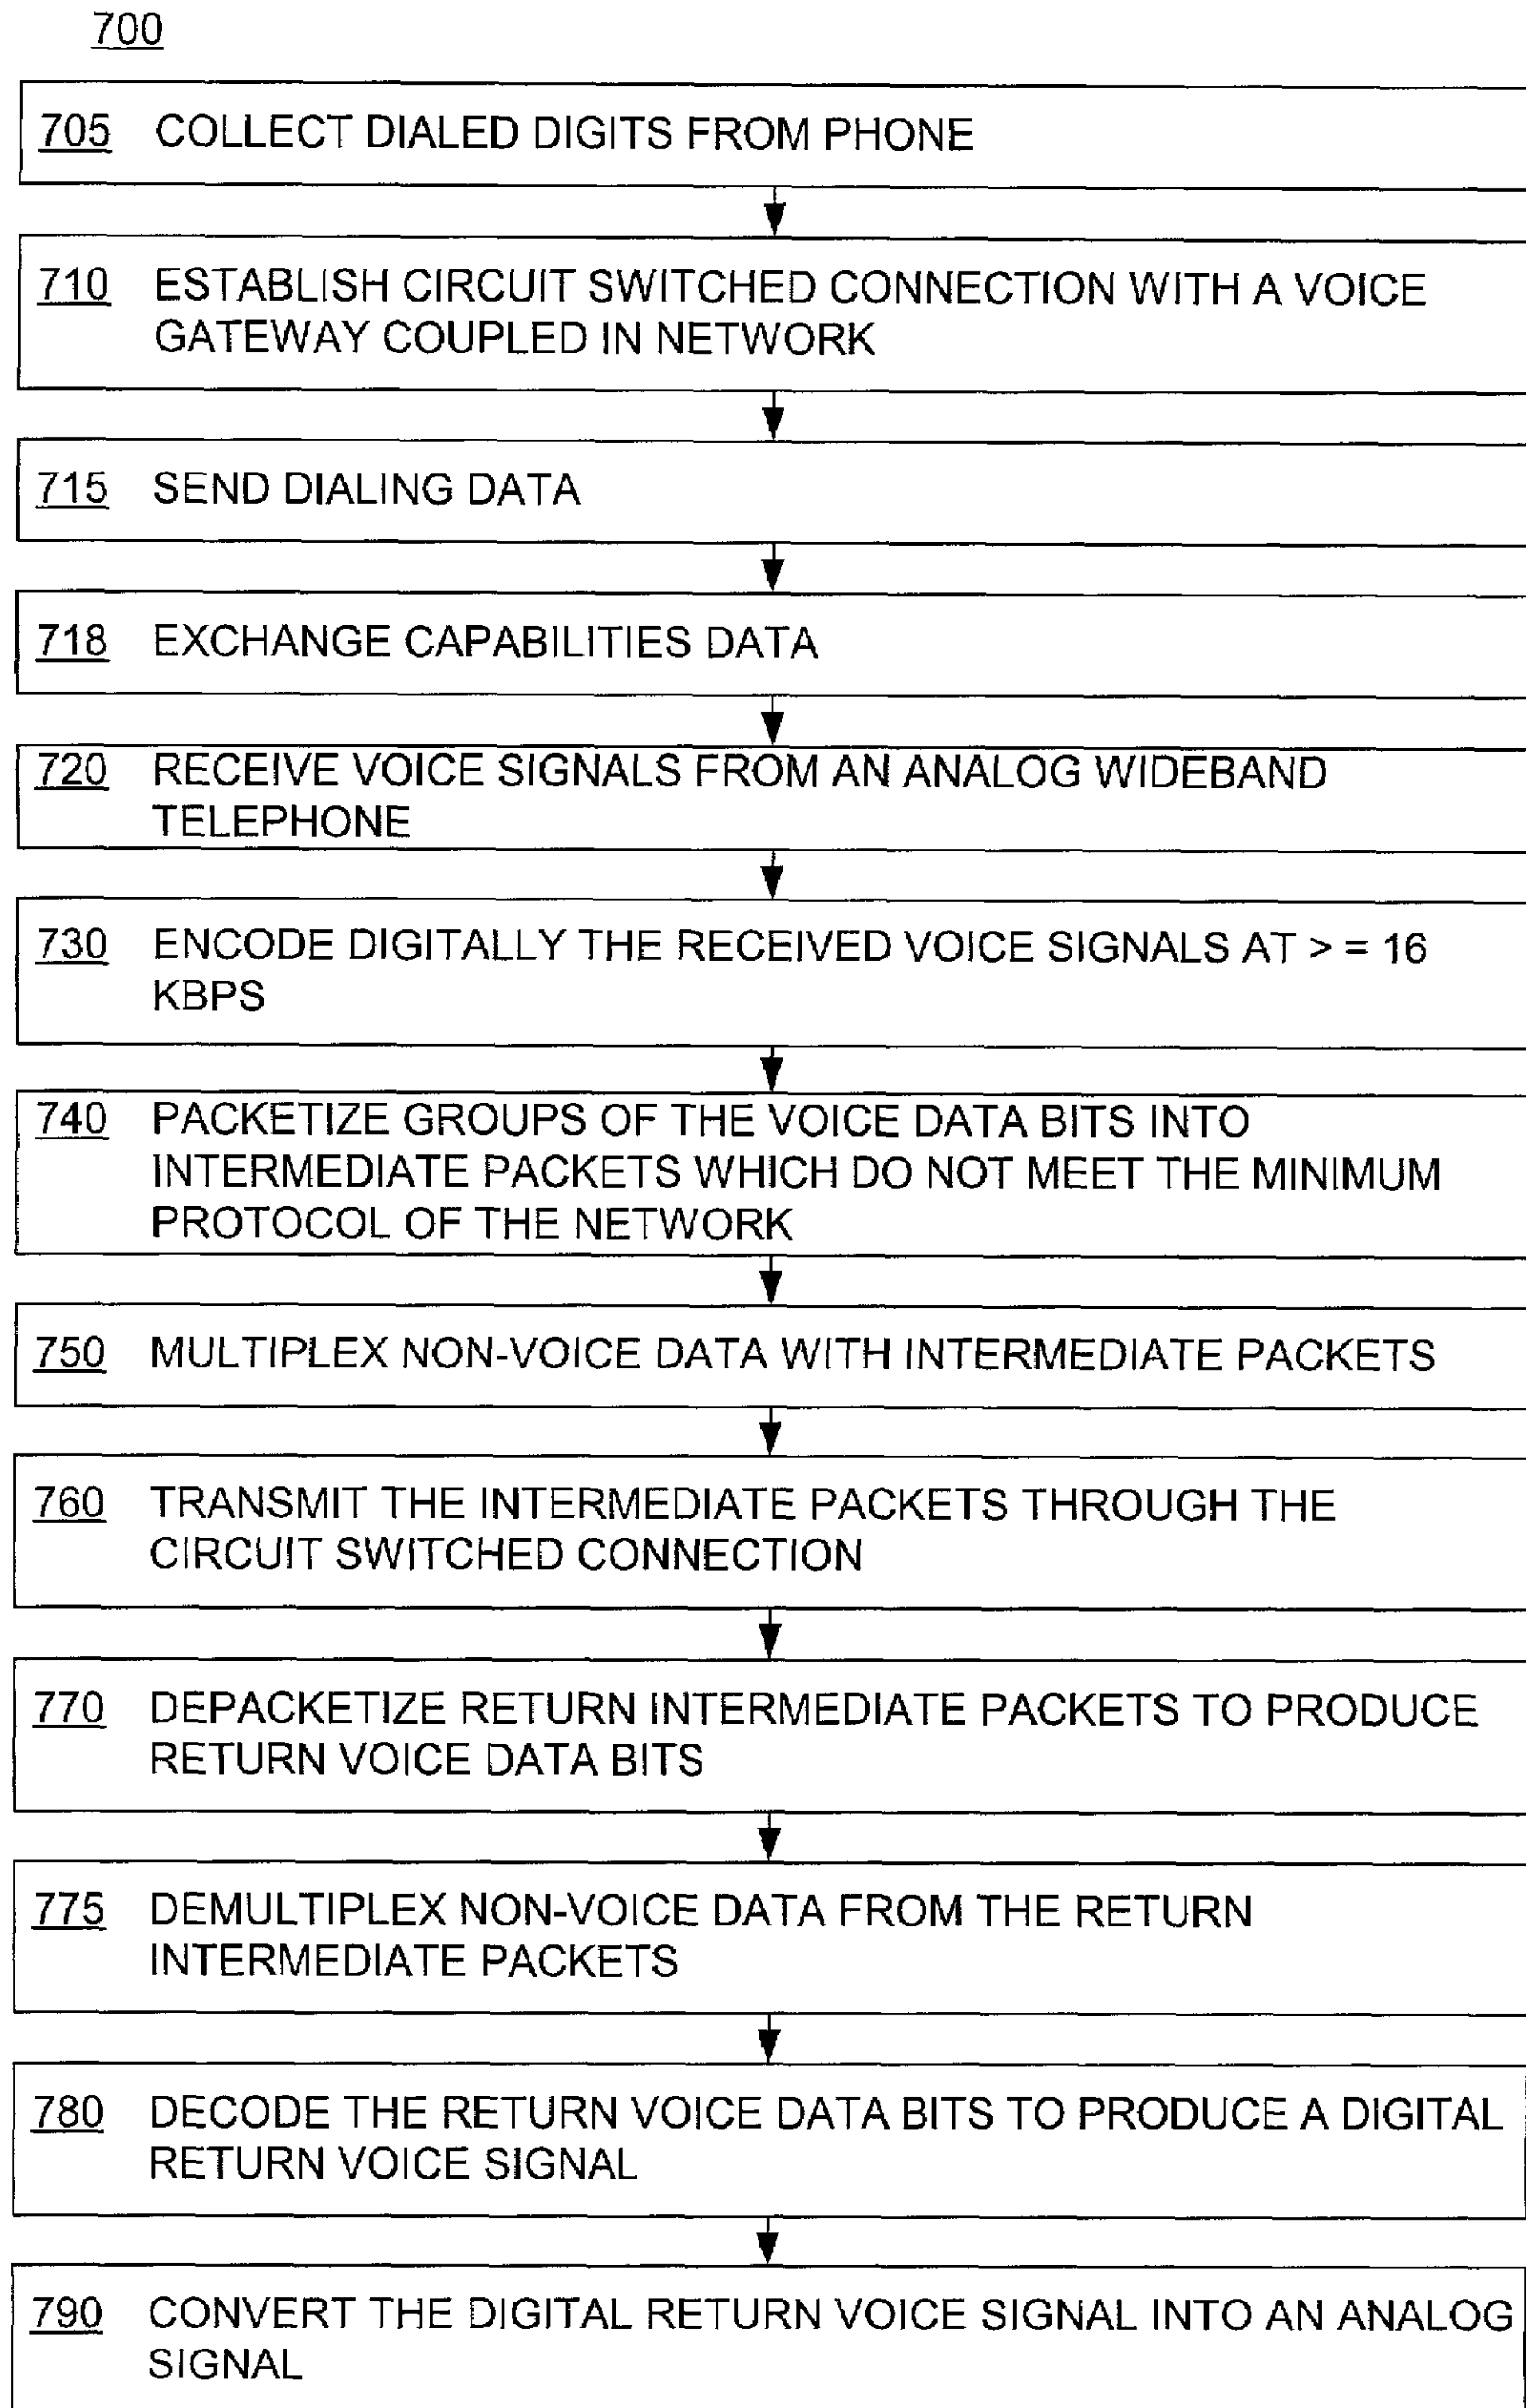 700
705 COLLECT DIALED DIGITS FROM PHONE
710 ESTABLISH CIRCUIT SWITCHED CONNECTION WITH A VOICE
GATEWAY COUPLED IN NETWORK
715 SEND DIALING DATA
718 EXCHANGE CAPABILITIES DATA
720 RECEIVE VOICE SIGNALS FROM AN ANALOG WIDEBAND
TELEPHONE
730 ENCODE DIGITALLY THE RECEIVED VOICE SIGNALS AT > = 16
KBPS
740 PACKETIZE GROUPS OF THE VOICE DATA BITS INTO
INTERMEDIATE PACKETS WHICH DO NOT MEET THE MINIMUM
PROTOCOL OF THE NETWORK
750 MULTIPLEX NON-VOICE DATA WITH INTERMEDIATE PACKETS
760 TRANSMIT THE INTERMEDIATE PACKETS THROUGH THE
CIRCUIT SWITCHED CONNECTION
770 DEPACKETIZE RETURN INTERMEDIATE PACKETS TO PRODUCE
RETURN VOICE DATA BITS
775 DEMULTIPLEX NON-VOICE DATA FROM THE RETURN
INTERMEDIATE PACKETS
780 DECODE THE RETURN VOICE DATA BITS TO PRODUCE A DIGITAL
RETURN VOICE SIGNAL
790 CONVERT THE DIGITAL RETURN VOICE SIGNAL INTO AN ANALOG
SIGNAL